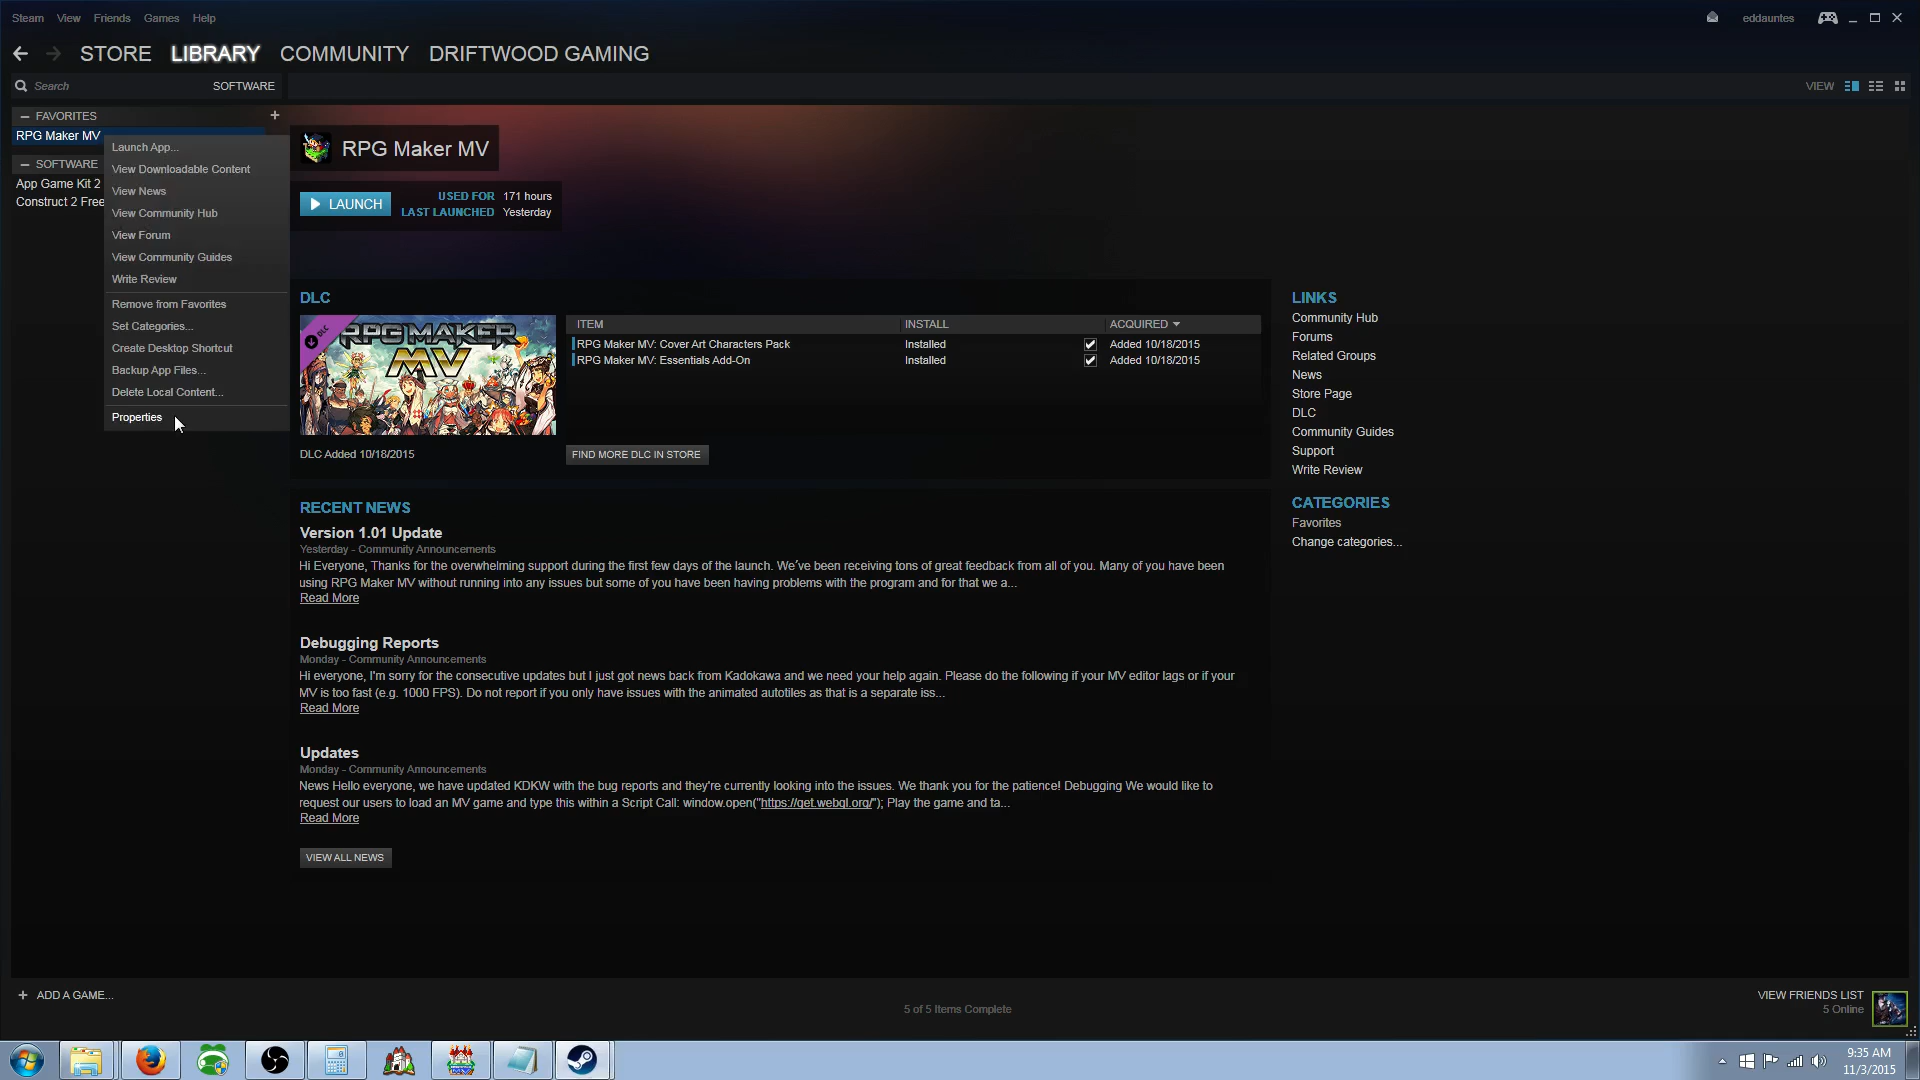 Steam View Friends Games Help
eddauntes
STORE LIBRARY COMMUNITY DRIFTWOOD GAMING
Search SOFTWARE
VIEW
FAVORITES +
RPG Maker MV
SOFTWARE
App Game Kit 2
Construct 2 Free
Launch App...
View Downloadable Content
View News
View Community Hub
View Forum
View Community Guides
Write Review
Remove from Favorites
Set Categories...
Create Desktop Shortcut
Backup App Files...
Delete Local Content...
Properties
RPG Maker MV
LAUNCH
USED FOR 171 hours
LAST LAUNCHED Yesterday
DLC
DLC
RPG MAKER
MV
DLC Added 10/18/2015
ITEM INSTALL ACQUIRED
RPG Maker MV: Cover Art Characters Pack Installed Added 10/18/2015
RPG Maker MV: Essentials Add-On Installed Added 10/18/2015
FIND MORE DLC IN STORE
RECENT NEWS
Version 1.01 Update
Yesterday - Community Announcements
Hi Everyone, Thanks for the overwhelming support during the first few days of the launch. We've been receiving tons of great feedback from all of you. Many of you have been
using RPG Maker MV without running into any issues but some of you have been having problems with the program and for that we a...
Read More
Debugging Reports
Monday - Community Announcements
Hi everyone, I'm sorry for the consecutive updates but I just got news back from Kadokawa and we need your help again. Please do the following if your MV editor lags or if your
MV is too fast (e.g. 1000 FPS). Do not report if you only have issues with the animated autotiles as that is a separate iss...
Read More
Updates
Monday - Community Announcements
News Hello everyone, we have updated KDKW with the bug reports and they're currently looking into the issues. We thank you for the patience! Debugging We would like to
request our users to load an MV game and type this within a Script Call: window.open("https://get.webgl.org/"); Play the game and ta...
Read More
VIEW ALL NEWS
LINKS
Community Hub
Forums
Related Groups
News
Store Page
DLC
Community Guides
Support
Write Review
CATEGORIES
Favorites
Change categories...
+ ADD A GAME...
5 of 5 Items Complete
VIEW FRIENDS LIST
5 Online
9:35 AM
11/3/2015